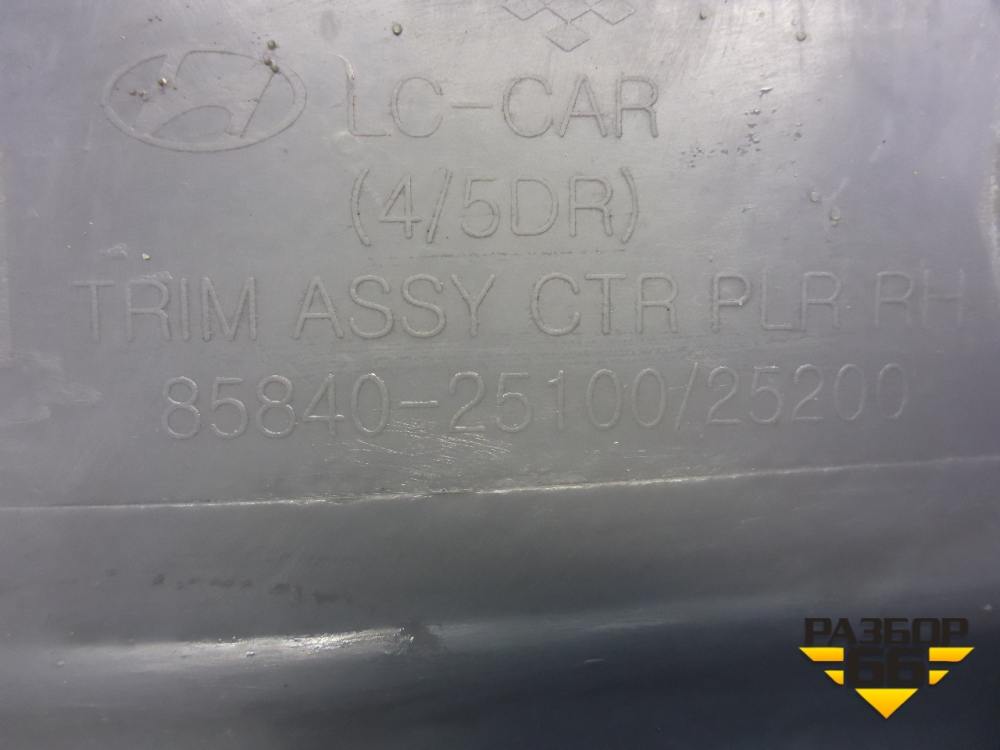 LC-CAR
(4/5DR)
TRIM ASSY CTR PLR RH
85840-25100/25200
РАЗБОР
66